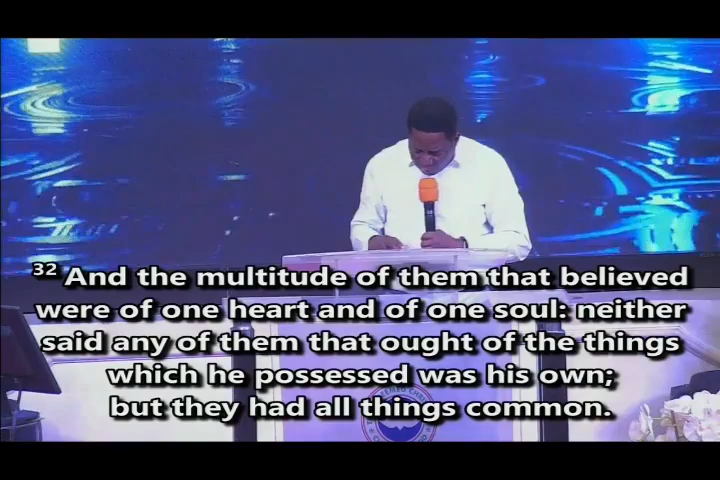 32 And the multitude of them that believed
were of one heart and of one soul: neither
said any of them that ought of the things
which he possessed was his own;
but they had all things common.